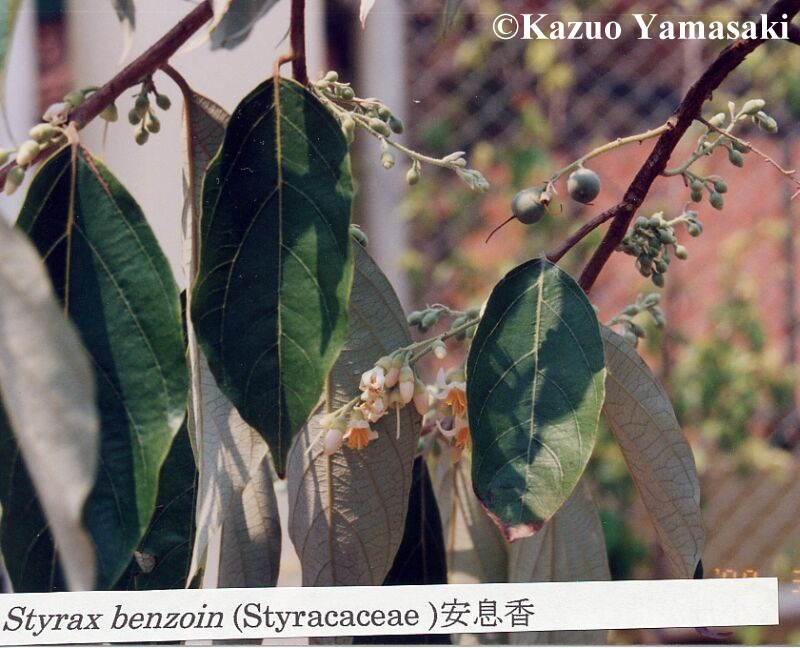 ©Kazuo Yamasaki
Styrax benzoin (Styracaceae )安息香